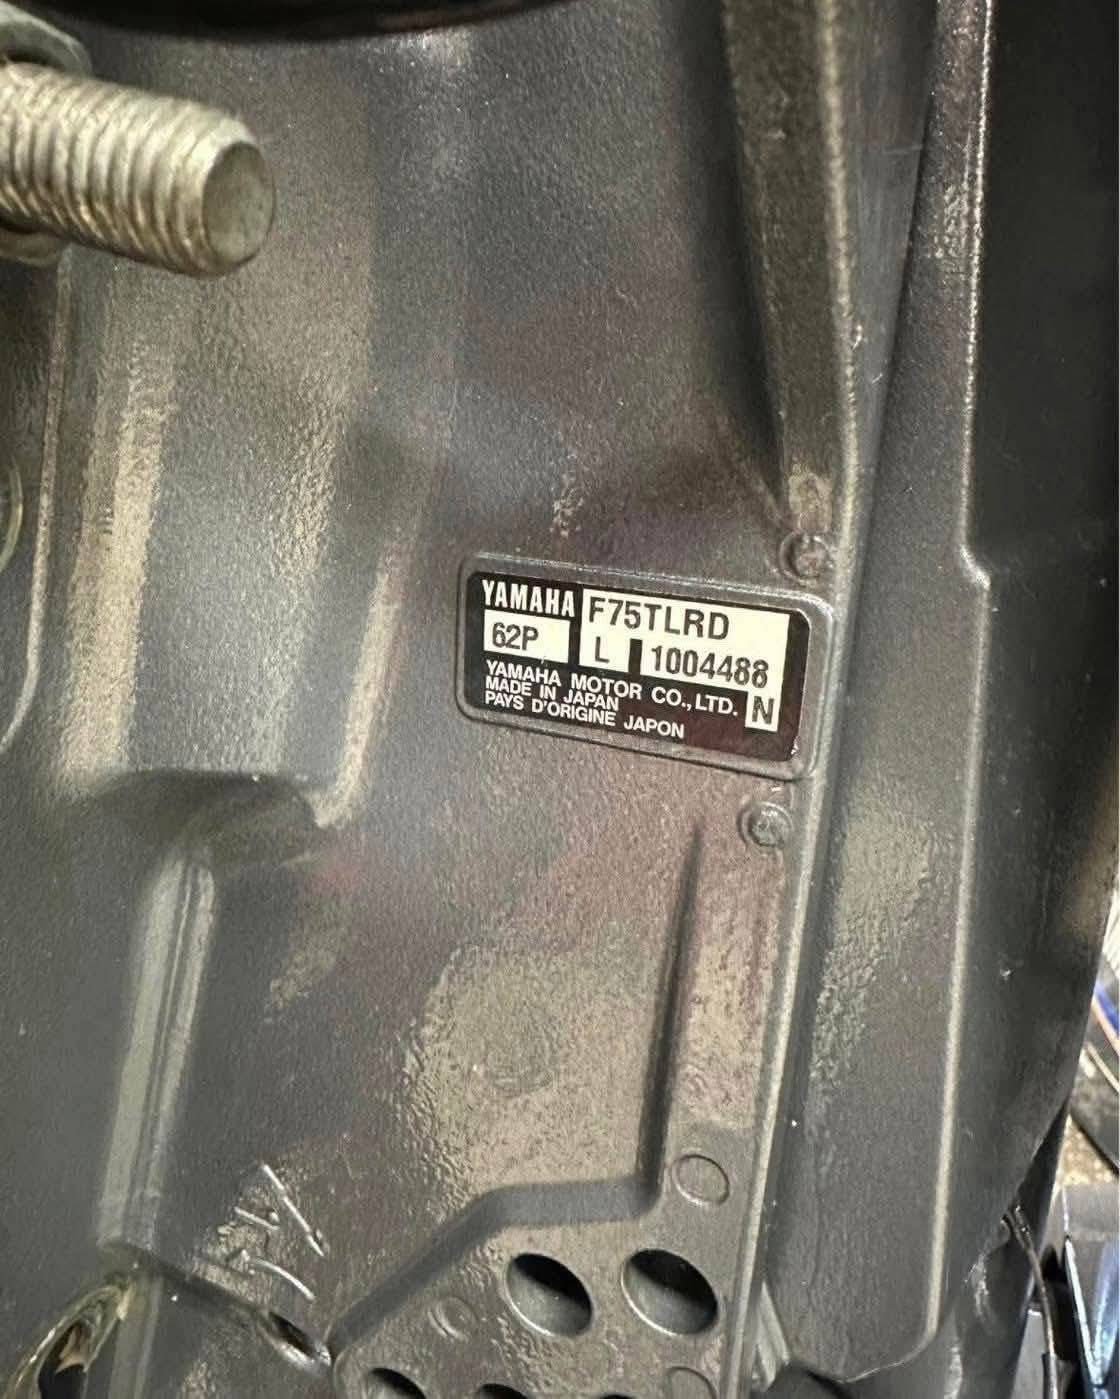 YAMAHA F75TLRD
62P L 1004488
YAMAHA MOTOR CO.,LTD. N
MADE IN JAPAN
PAYS D'ORIGINE JAPON